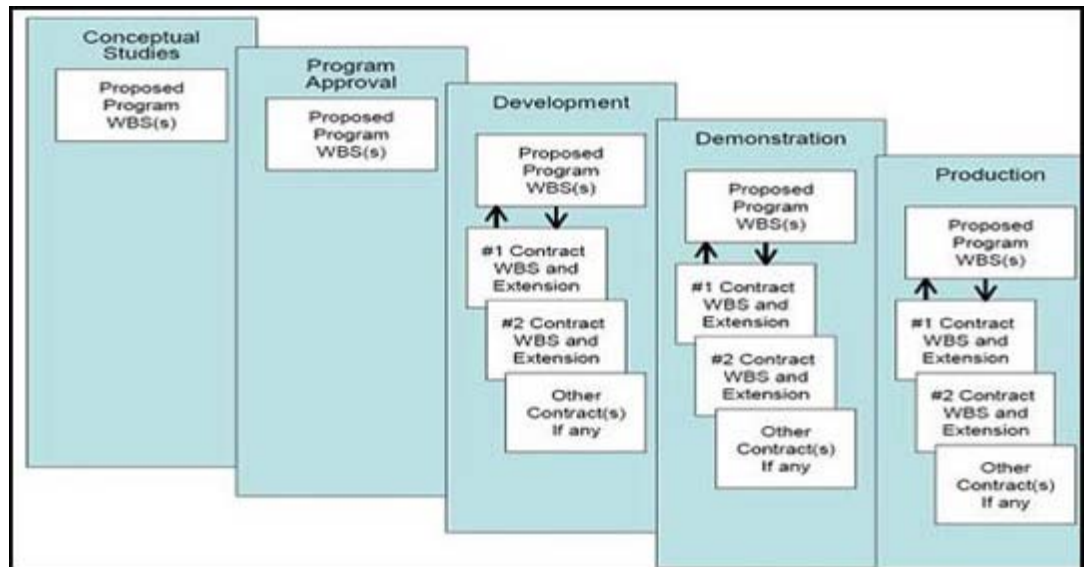 Conceptual
Studies
Proposed
Program
WBS(s)
Program
Approval
Proposed
Program
WBS(s)
Development
Proposed
Program
WBS(s)
#1 Contract
WBS and
Extension
#2 Contract
WBS and
Extension
Other
Contract(s)
If any
Demonstration
Proposed
Program
WBS(s)
#1 Contract
WBS and
Extension
#2 Contract
WBS and
Extension
Other
Contract(s)
If any
Production
Proposed
Program
WBS(s)
#1 Contract
WBS and
Extension
#2 Contract
WBS and
Extension
Other
Contract(s)
If any